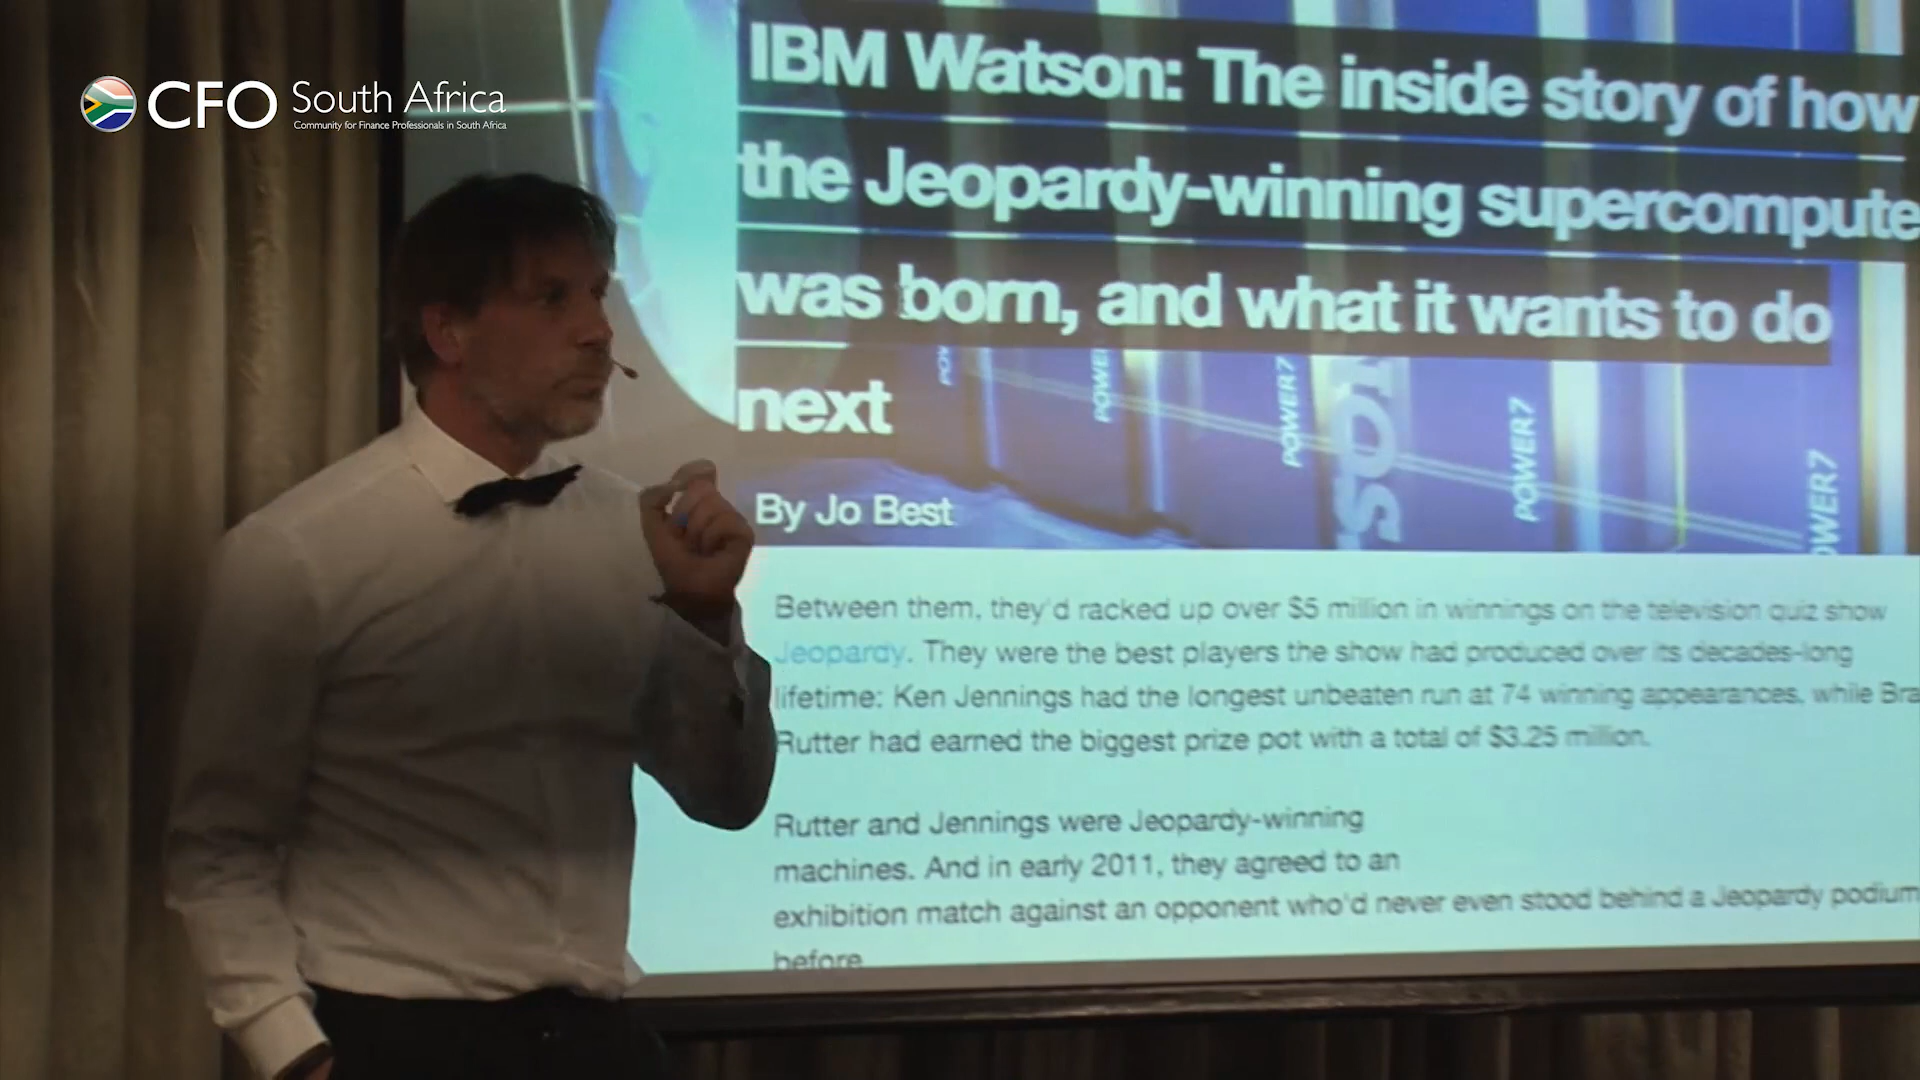 CFO South Africa
Community for Finance Professionals in South Africa
IBM Watson: The inside story of how
the Jeopardy-winning supercompute
was born, and what it wants to do
next
POWER7
POWER7
POWER7
By Jo Best
Between them, they'd racked up over $5 million in winnings on the television quiz show
Jeopardy. They were the best players the show had produced over its decades-long
lifetime: Ken Jennings had the longest unbeaten run at 74 winning appearances, while Bra
Rutter had earned the biggest prize pot with a total of $3.25 million.
Rutter and Jennings were Jeopardy-winning
machines. And in early 2011, they agreed to an
exhibition match against an opponent who'd never even stood behind a Jeopardy podium
before